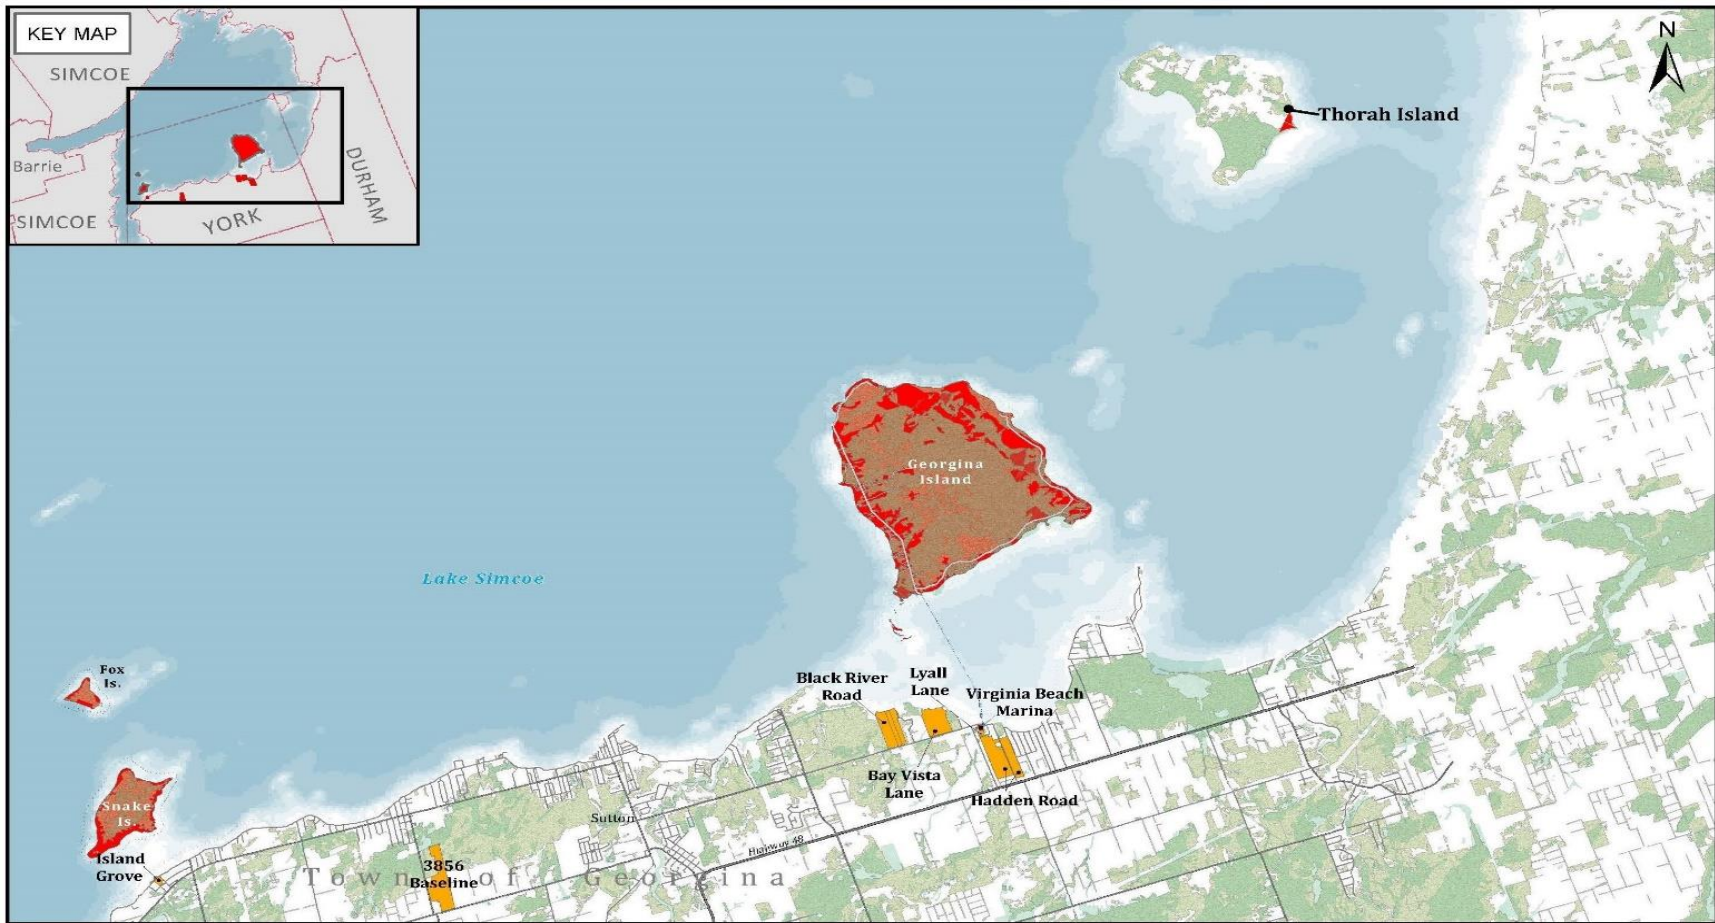 KEY MAP
SIMCOE
Barrie
SIMCOE
YORK
DURHAM
N
Thorah Island
Georgina
Island
Lake Simcoe
Fox
Is.
Snake
Is.
Island
Grove
Black River
Road
Lyall
Lane
Virginia Beach
Marina
Bay Vista
Lane
Hadden Road
Sutton
Highway 48
3856
Baseline
Town of Georgina